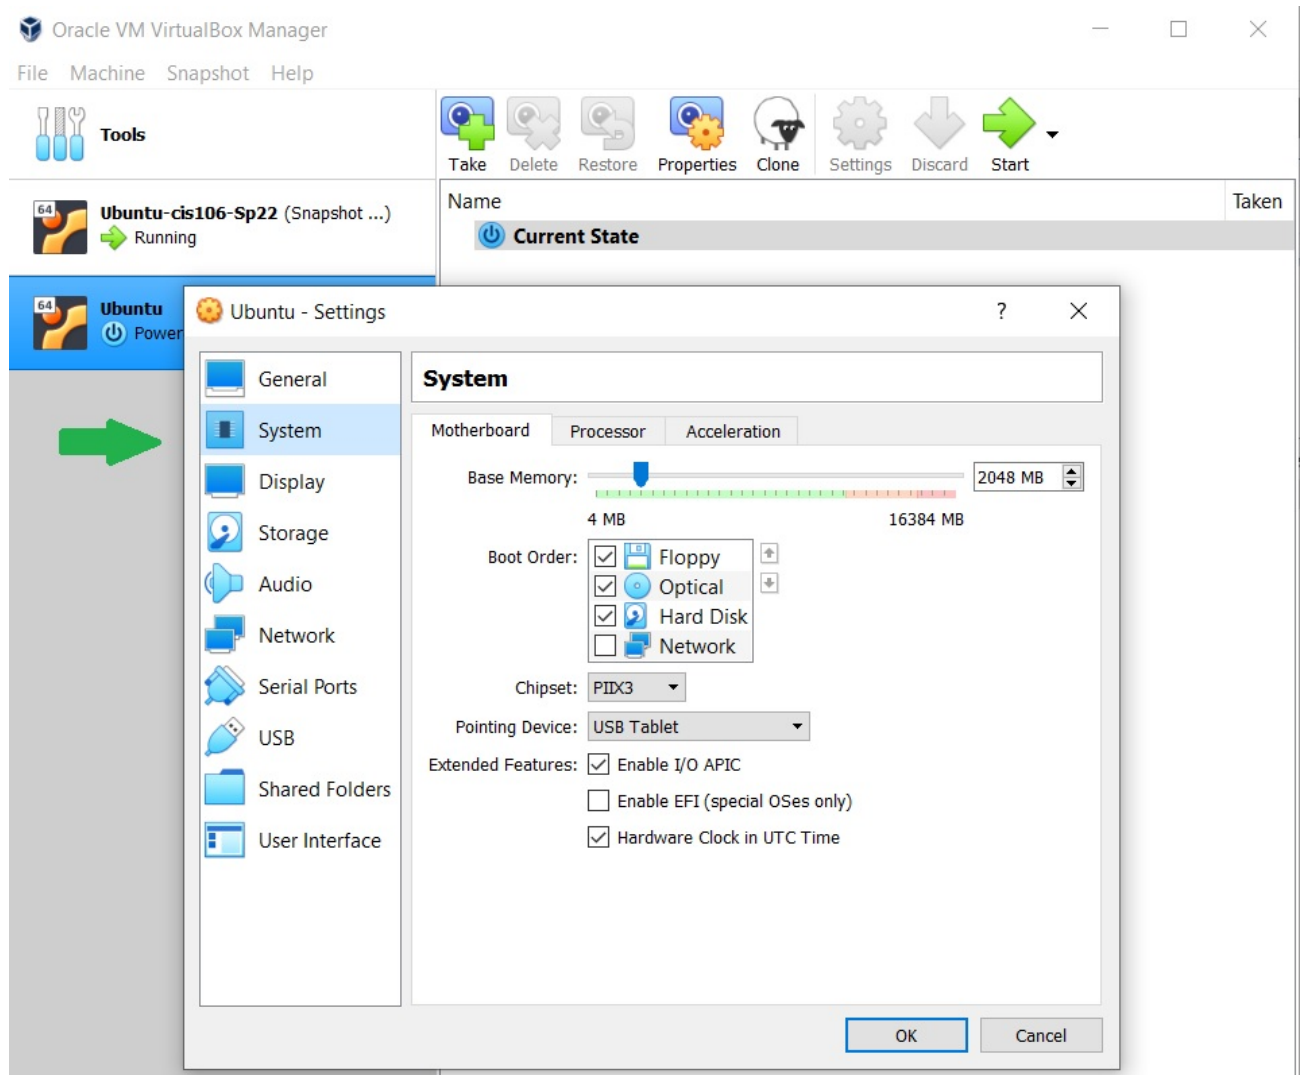 Oracle VM VirtualBox Manager
File Machine Snapshot Help
Tools
Take Delete Restore Properties Clone Settings Discard Start
64
Ubuntu-cis106-Sp22 (Snapshot ...)
Running
Name Taken
Current State
64
Ubuntu
Power
Ubuntu - Settings ?
General
System
Display
Storage
Audio
Network
Serial Ports
USB
Shared Folders
User Interface
System
Motherboard Processor Acceleration
Base Memory: 2048 MB
4 MB 16384 MB
Boot Order: Floppy
Optical
Hard Disk
Network
Chipset: PIIX3
Pointing Device: USB Tablet
Extended Features: Enable I/O APIC
Enable EFI (special OSes only)
Hardware Clock in UTC Time
OK Cancel